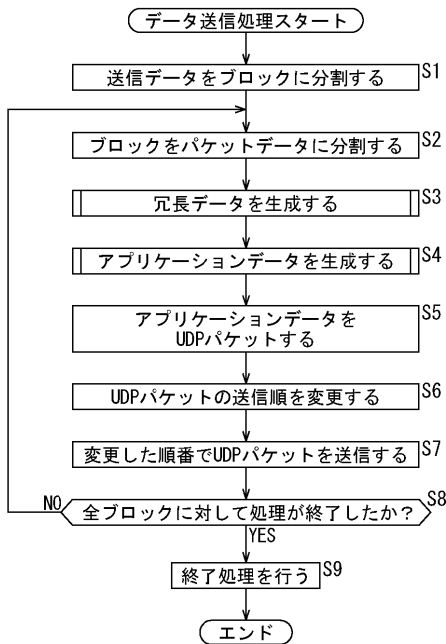 データ送信処理スタート
送信データをブロックに分割する S1
ブロックをパケットデータに分割する S2
冗長データを生成する S3
アプリケーションデータを生成する S4
アプリケーションデータを S5
UDPパケットする
UDPパケットの送信順を変更する S6
変更した順番でUDPパケットを送信する S7
NO 全ブロックに対して処理が終了したか? S8
YES
終了処理を行う S9
エンド